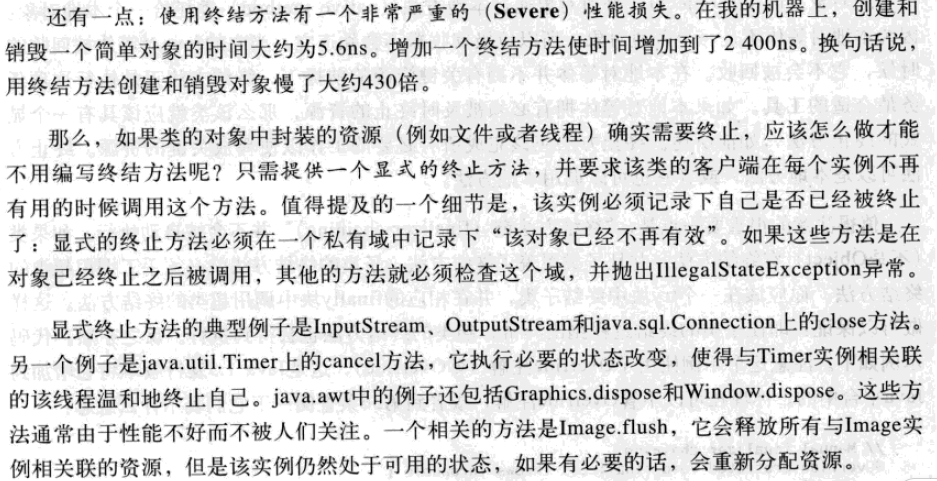 还有一点：使用终结方法有一个非常严重的（Severe）性能损失。在我的机器上，创建和
销毁一个简单对象的时间大约为5.6ns。增加一个终结方法使时间增加到了2 400ns。换句话说，
用终结方法创建和销毁对象慢了大约430倍。
那么，如果类的对象中封装的资源（例如文件或者线程）确实需要终止，应该怎么做才能
不用编写终结方法呢？只需提供一个显式的终止方法，并要求该类的客户端在每个实例不再
有用的时候调用这个方法。值得提及的一个细节是，该实例必须记录下自己是否已经被终止
了：显式的终止方法必须在一个私有域中记录下“该对象已经不再有效”。如果这些方法是在
对象已经终止之后被调用，其他的方法就必须检查这个域，并抛出IllegalStateException异常。
显式终止方法的典型例子是InputStream、OutputStream和java.sql.Connection上的close方法。
另一个例子是java.util.Timer上的cancel方法，它执行必要的状态改变，使得与Timer实例相关联
的该线程温和地终止自己。java.awt中的例子还包括Graphics.dispose和Window.dispose。这些方
法通常由于性能不好而不被人们关注。一个相关的方法是Image.flush，它会释放所有与Image实
例相关联的资源，但是该实例仍然处于可用的状态，如果有必要的话，会重新分配资源。